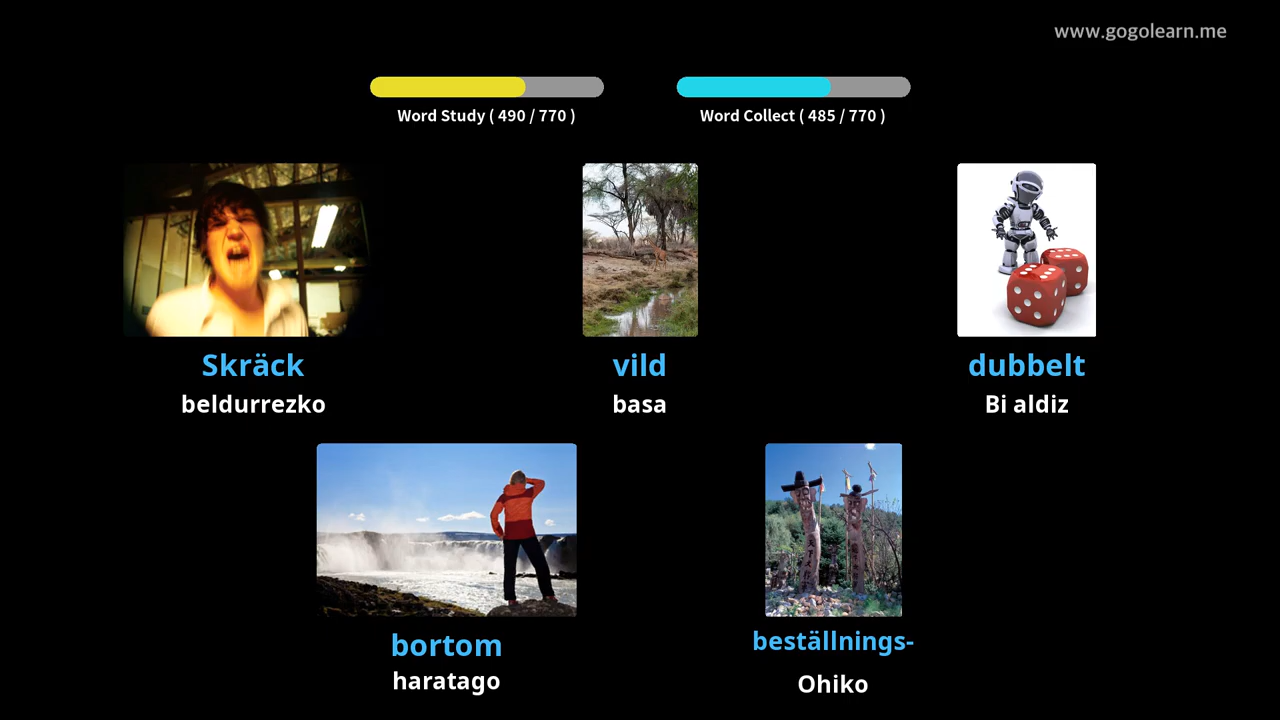 www.gogolearn.me
Word Study ( 490 / 770 )
Word Collect ( 485 / 770 )
Skräck
beldurrezko
vild
basa
dubbelt
Bi aldiz
bortom
haratago
beställnings-
Ohiko